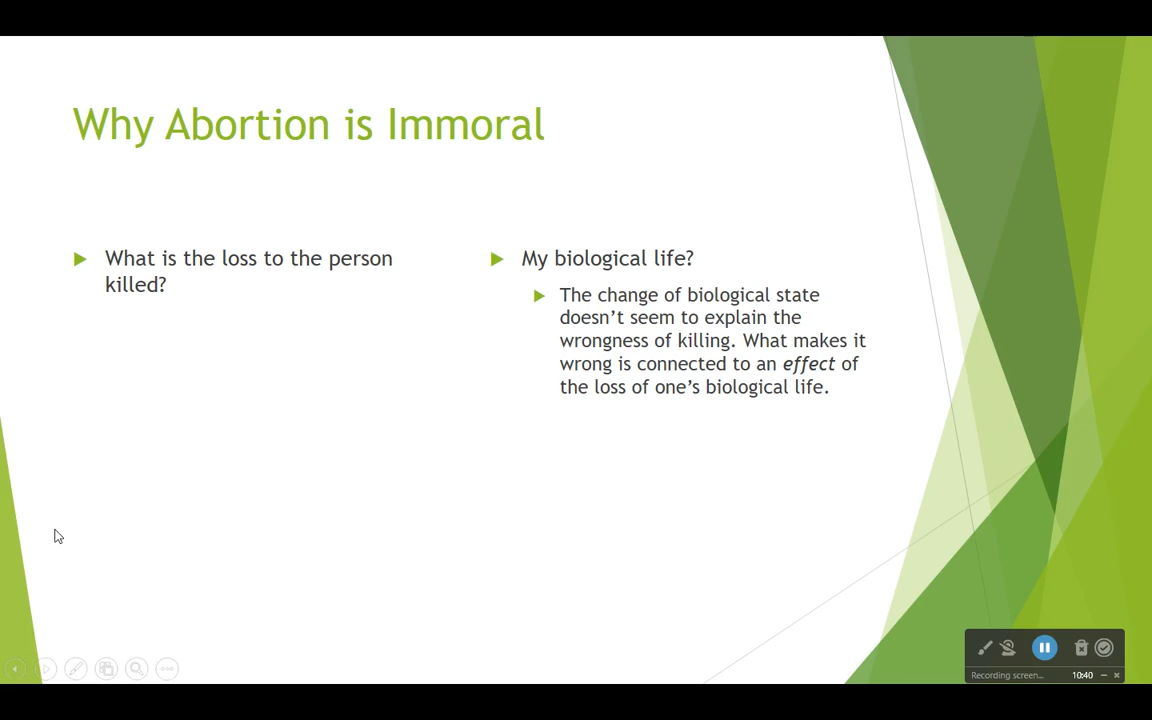 Why Abortion is Immoral
What is the loss to the person
killed?
My biological life?
The change of biological state
doesn't seem to explain the
wrongness of killing. What makes it
wrong is connected to an effect of
the loss of one's biological life.
Recording screen... 10:40